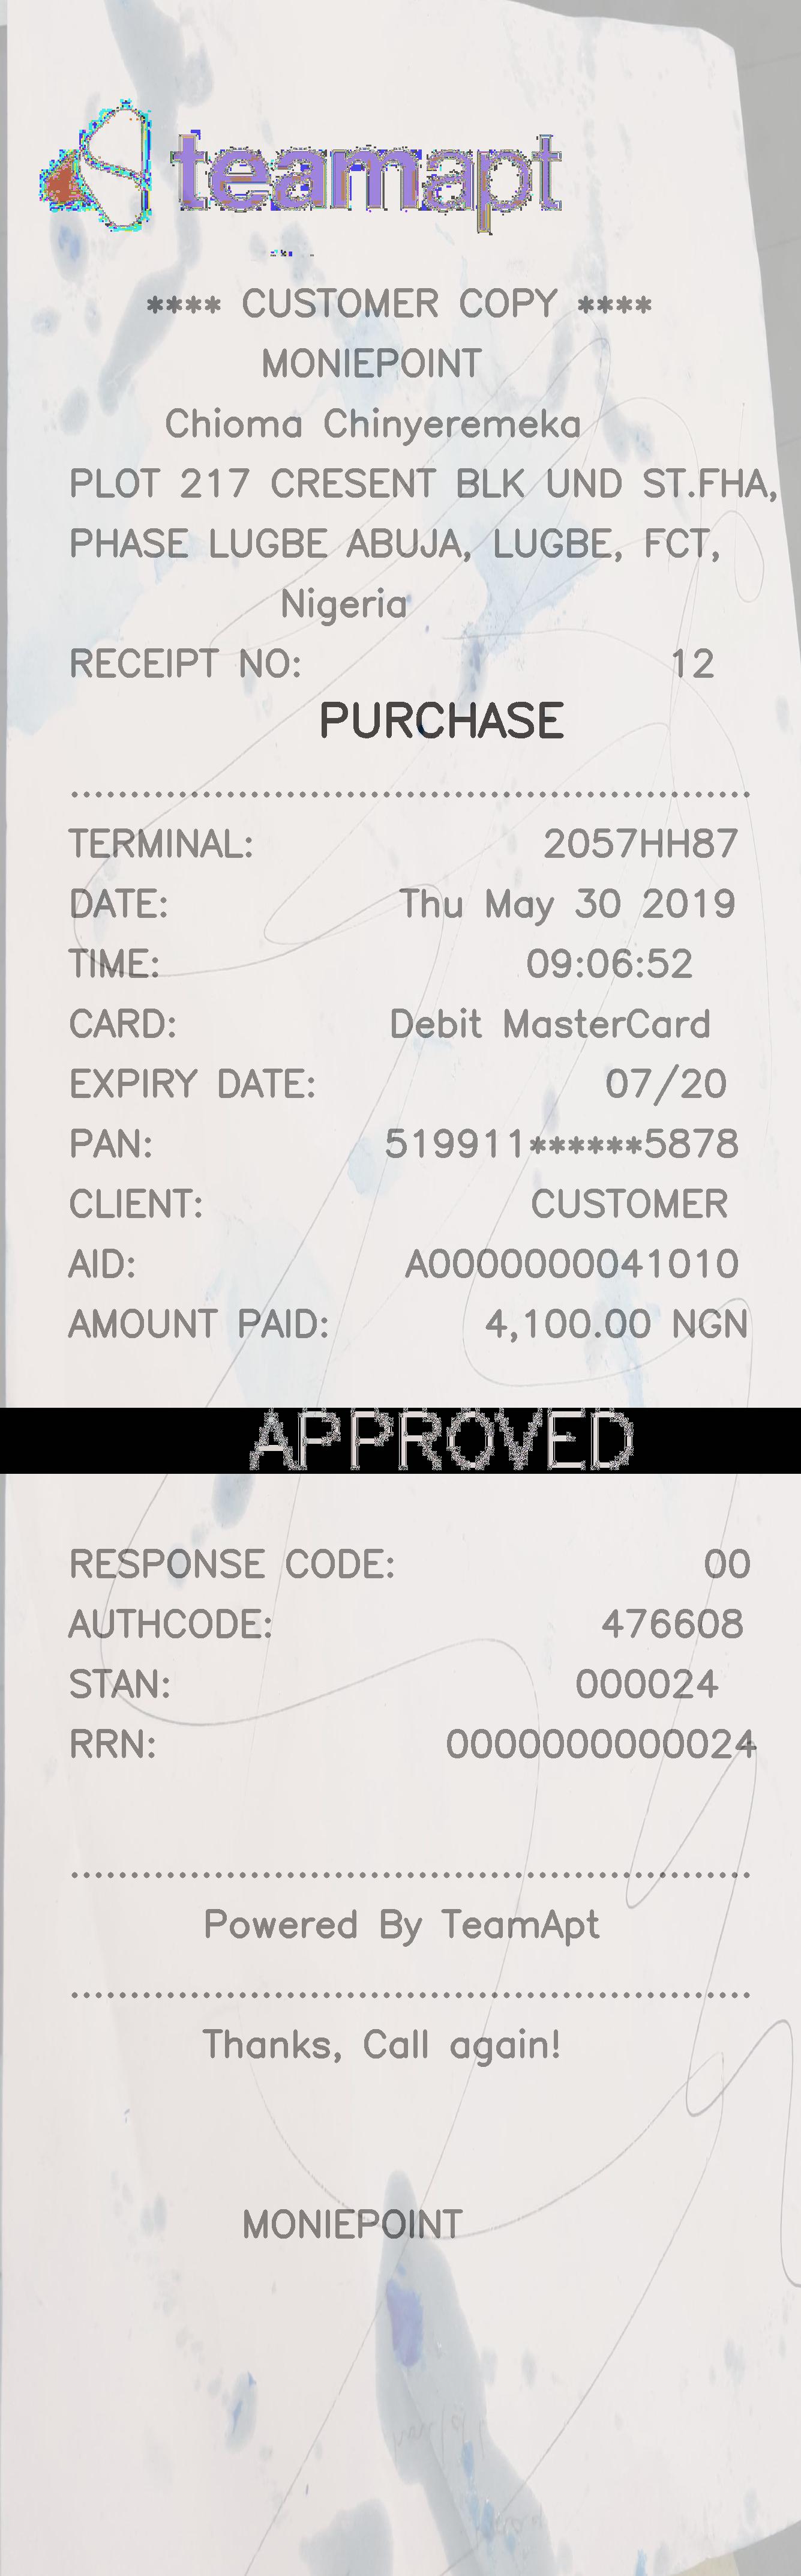 teamapt
**** CUSTOMER COPY ****
MONIEPOINT
Chioma Chinyeremeka
PLOT 217 CRESENT BLK UND ST.FHA,
PHASE LUGBE ABUJA, LUGBE, FCT,
Nigeria
RECEIPT NO: 12
PURCHASE
TERMINAL: 2057HH87
DATE: Thu May 30 2019
TIME: 09:06:52
CARD: Debit MasterCard
EXPIRY DATE: 07/20
PAN: 519911******5878
CLIENT: CUSTOMER
AID: A0000000041010
AMOUNT PAID: 4,100.00 NGN
APPROVED
RESPONSE CODE: 00
AUTHCODE: 476608
STAN: 000024
RRN: 0000000000024
Powered By TeamApt
Thanks, Call again!
MONIEPOINT